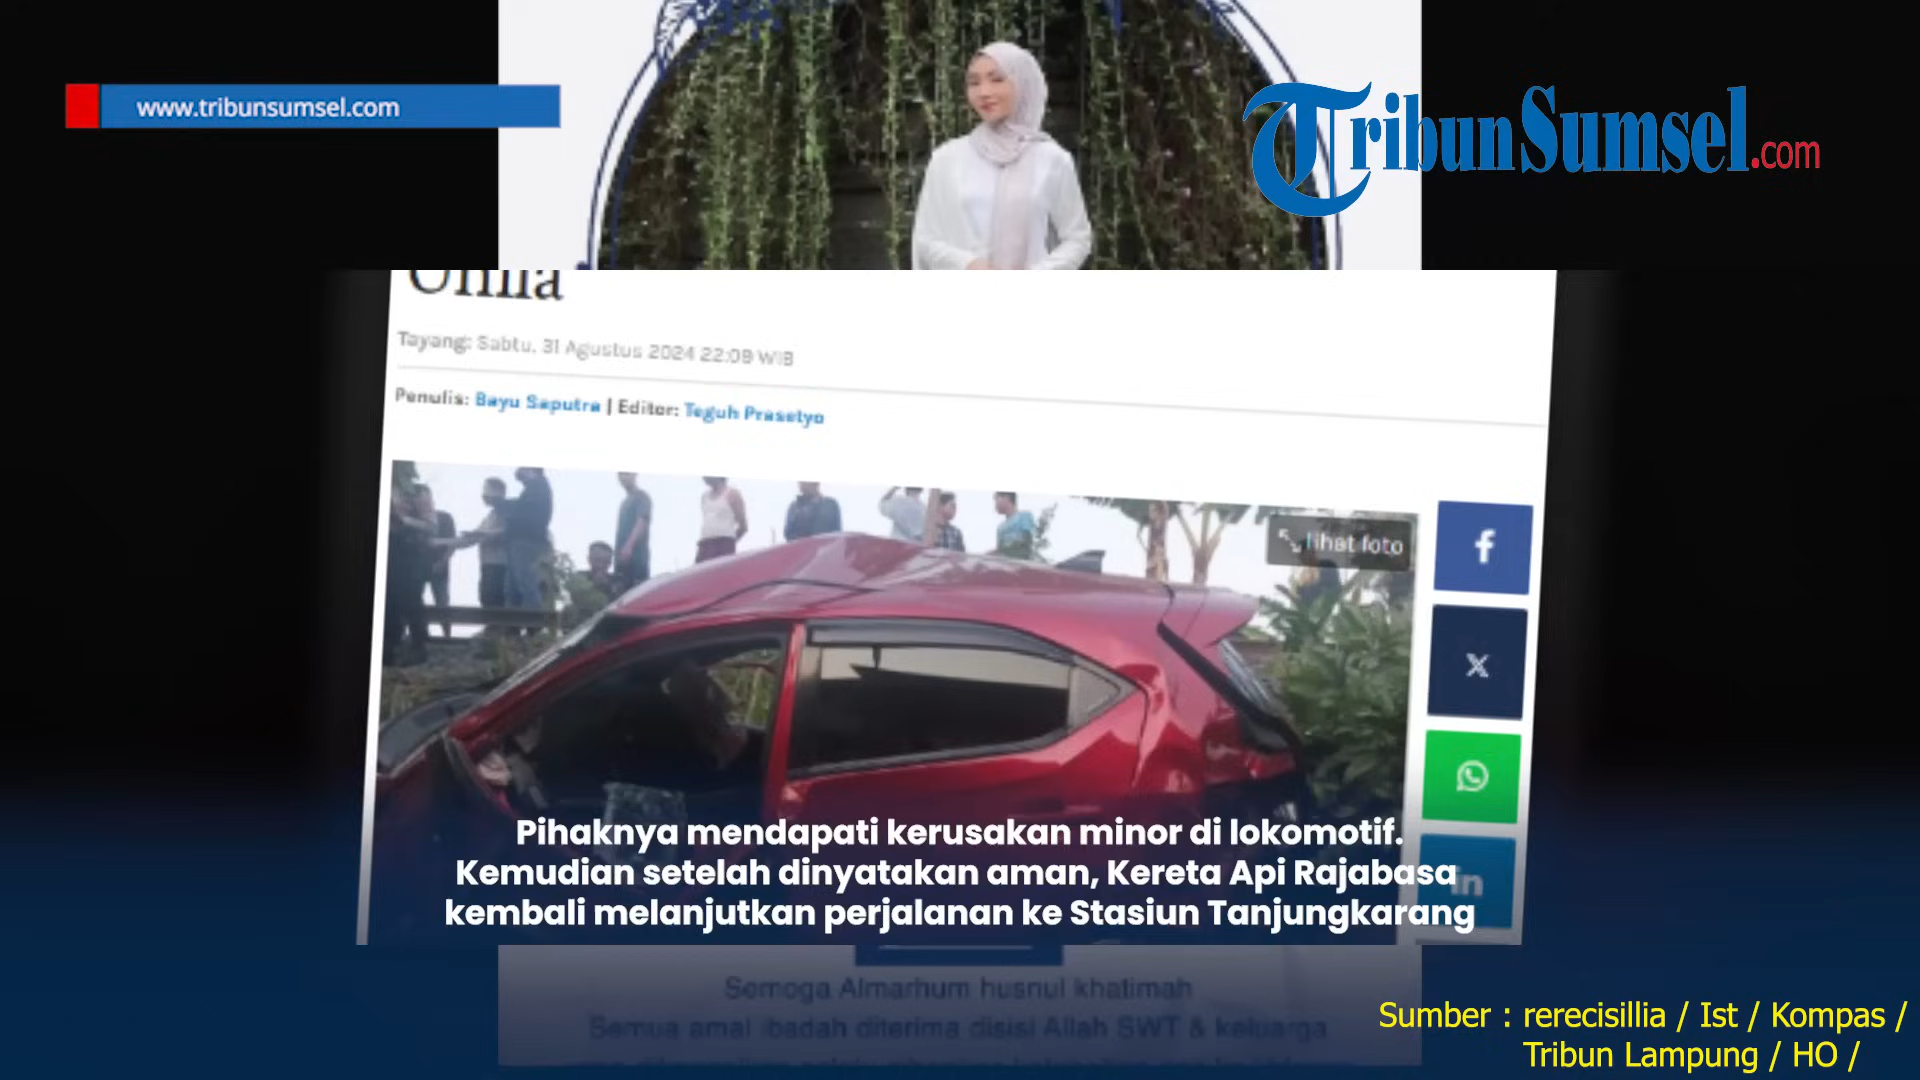 www.tribunsumsel.com
TribunSumsel.com
Unila
Tayang: Sabtu, 31 Agustus 2024 22:09 WIB
Penulis: Bayu Saputra | Editor: Teguh Prasetyo
lihat foto
Pihaknya mendapati kerusakan minor di lokomotif.
Kemudian setelah dinyatakan aman, Kereta Api Rajabasa
kembali melanjutkan perjalanan ke Stasiun Tanjungkarang
Semoga Almarhum husnul khatimah
Semua amal ibadah diterima disisi Allah SWT & keluarga
Sumber : rerecisillia / Ist / Kompas /
Tribun Lampung / HO /